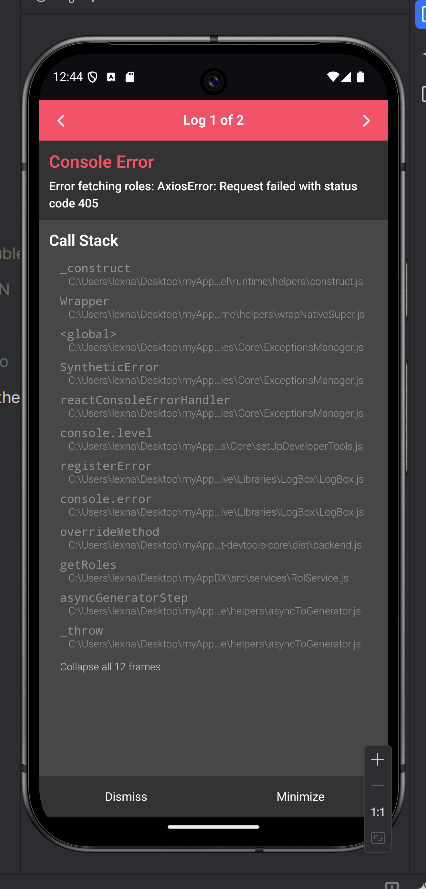 able
N
o
the
12:44
Log 1 of 2
Console Error
Error fetching roles: AxiosError: Request failed with status
code 405
Call Stack
_construct
C:\Users\lexna\Desktop\myApp...el\runtime\helpers\construct.js
Wrapper
C:\Users\lexna\Desktop\myApp...me\helpers\wrapNativeSuper.js
<global>
C:\Users\lexna\Desktop\myApp...ies\Core\ExceptionsManager.js
SyntheticError
C:\Users\lexna\Desktop\myApp...ies\Core\ExceptionsManager.js
reactConsoleErrorHandler
C:\Users\lexna\Desktop\myApp...ies\Core\ExceptionsManager.js
console.level
C:\Users\lexna\Desktop\myApp...s\Core\setUpDeveloperTools.js
registerError
C:\Users\lexna\Desktop\myApp...ive\Libraries\LogBox\LogBox.js
console.error
C:\Users\lexna\Desktop\myApp...ive\Libraries\LogBox\LogBox.js
overrideMethod
C:\Users\lexna\Desktop\myApp...t-devtools-core\dist\backend.js
getRoles
C:\Users\lexna\Desktop\myAppDX\src\services\RolService.js
asyncGeneratorStep
C:\Users\lexna\Desktop\myApp...e\helpers\asyncToGenerator.js
_throw
C:\Users\lexna\Desktop\myApp...e\helpers\asyncToGenerator.js
Collapse all 12 frames
Dismiss
Minimize
1:1